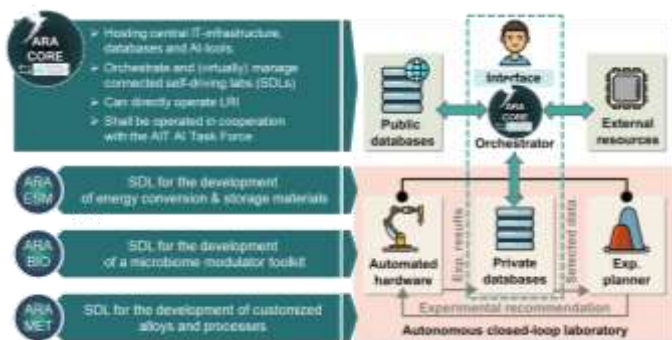 ARA
CORE
Hosting central IT-infrastructure,
databases and AI-tools
Orchestrate and (virtually) manage
connected self-driving labs (SDLs)
Can directly operate URI
Shall be operated in cooperation
with the AIT AI Task Force
ARA
ESM
SDL for the development
of energy conversion & storage materials
ARA
BIO
SDL for the development
of a microbiome modulator toolkit
ARA
MET
SDL for the development of customized
alloys and processes
Interface
Public
databases
ARA
CORE
Orchestrator
External
resources
Automated
hardware
Exp. results
Private
databases
Selected data
Exp.
planner
Experimental recommendation
Autonomous closed-loop laboratory